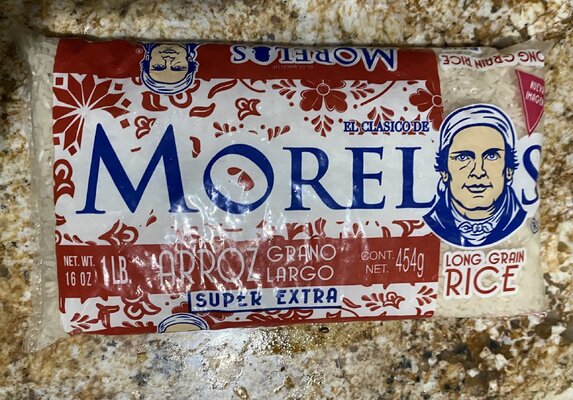 MORELOS
LONG GRAIN RICE
NUEVA
IMAGEN
EL CLASICO DE
MORELOS
®
NET. WT.
16 OZ 1 LB.
ARROZ
GRANO
LARGO
CONT.
NET. 454g
SUPER EXTRA
LONG GRAIN
RICE